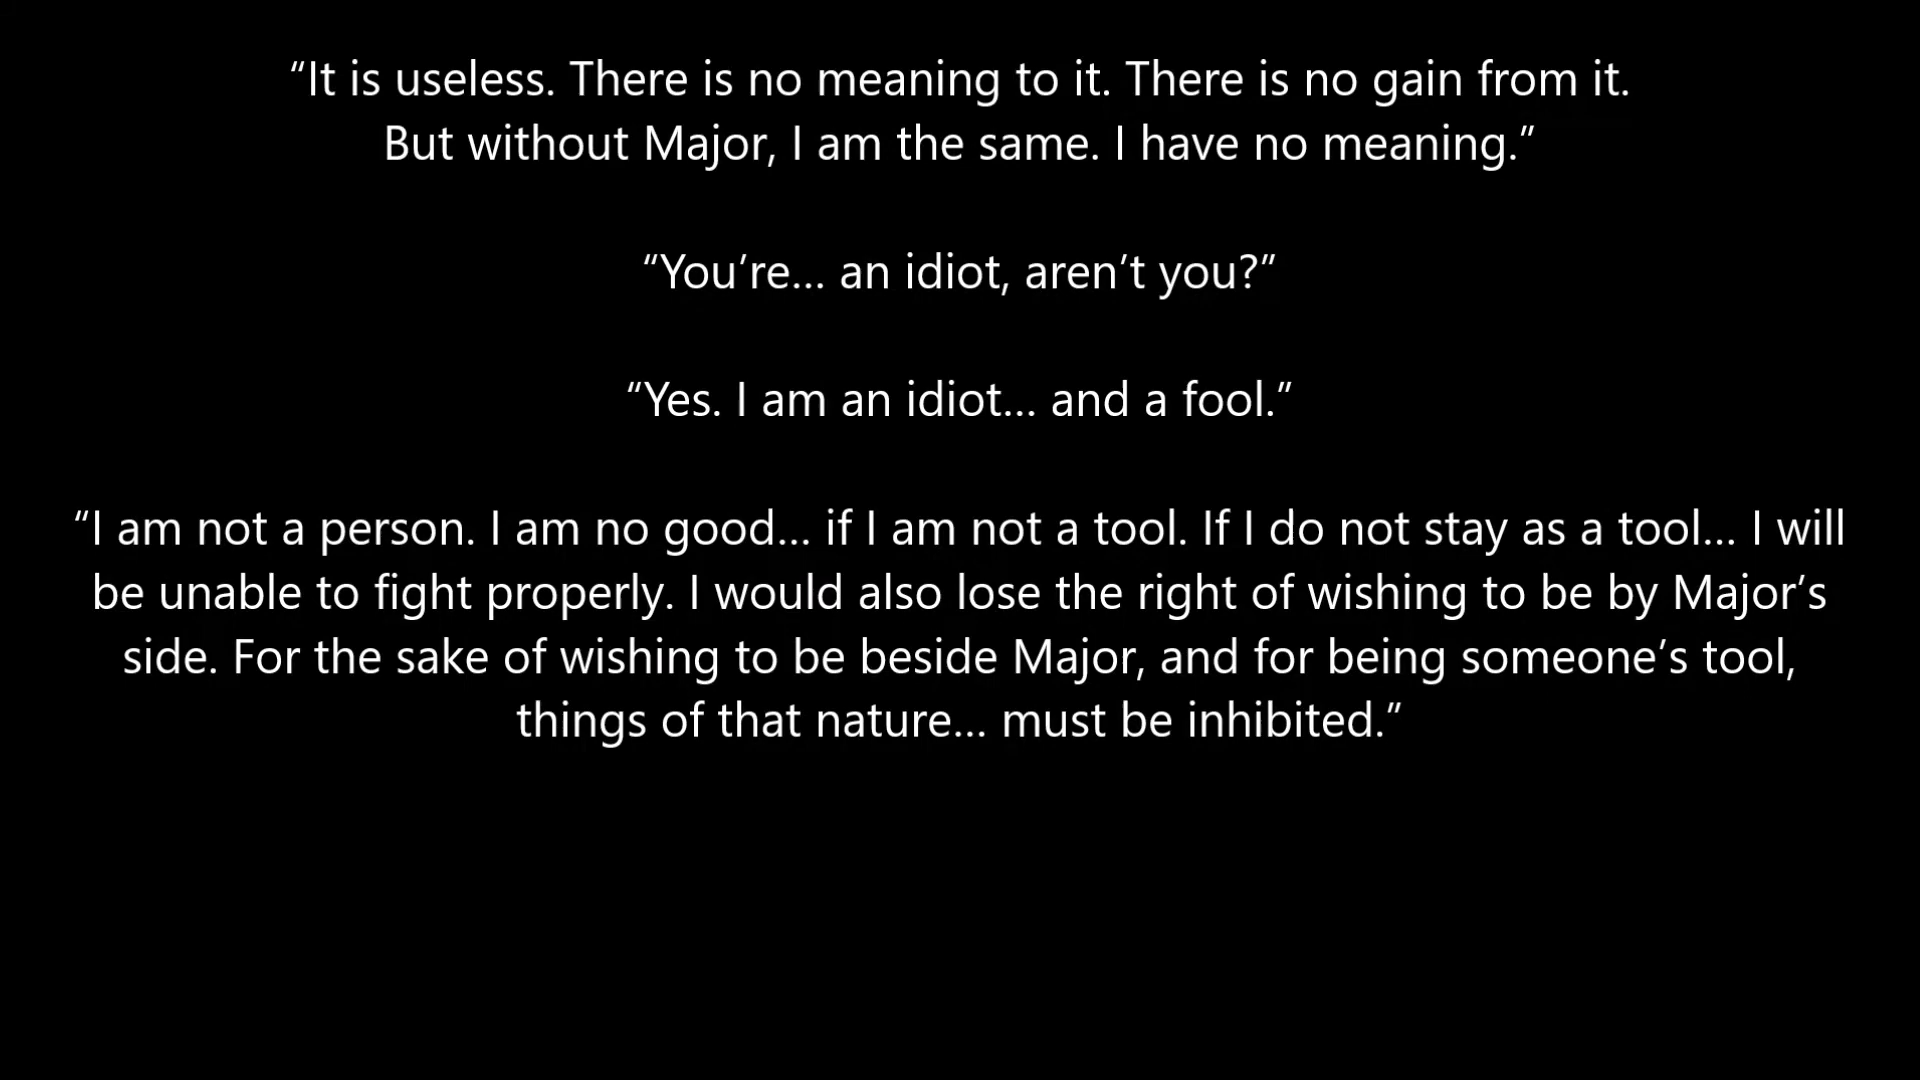 “It is useless. There is no meaning to it. There is no gain from it.
But without Major, I am the same. I have no meaning.”
“You’re… an idiot, aren’t you?”
“Yes. I am an idiot… and a fool.”
“I am not a person. I am no good… if I am not a tool. If I do not stay as a tool… I will
be unable to fight properly. I would also lose the right of wishing to be by Major’s
side. For the sake of wishing to be beside Major, and for being someone’s tool,
things of that nature… must be inhibited.”